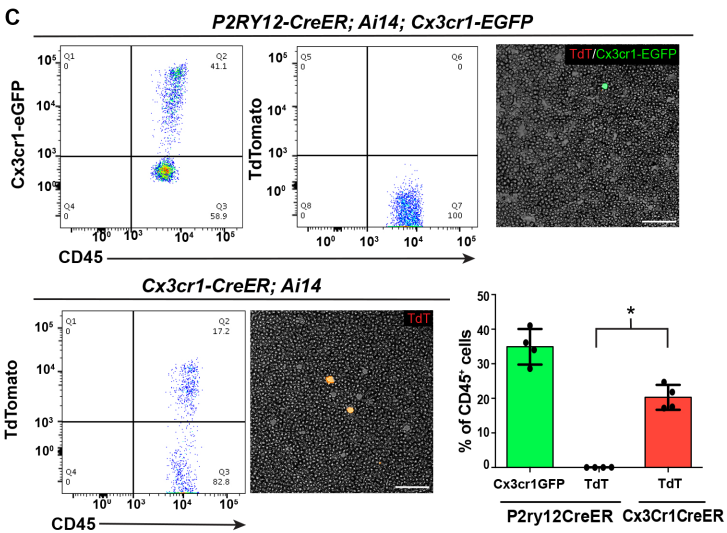 C
P2RY12-CreER; Ai14; Cx3cr1-EGFP
Cx3cr1-eGFP
Q1
0
Q2
41.1
Q4
0
Q3
58.9
10⁵
10⁴
10³
10⁰
10⁰
10³
10⁴
10⁵
TdTomato
Q5
0
Q6
0
Q8
0
Q7
100
10⁵
10⁴
10³
10⁰
10⁰
10³
10⁴
10⁵
TdT/Cx3cr1-EGFP
CD45
Cx3cr1-CreER; Ai14
TdTomato
Q1
0
Q2
17.2
Q4
0
Q3
82.8
10⁵
10⁴
10³
10⁰
10⁰
10³
10⁴
10⁵
TdT
CD45
% of CD45⁺ cells
50
40
30
20
10
0
*
Cx3cr1GFP
TdT
TdT
P2ry12CreER
Cx3Cr1CreER